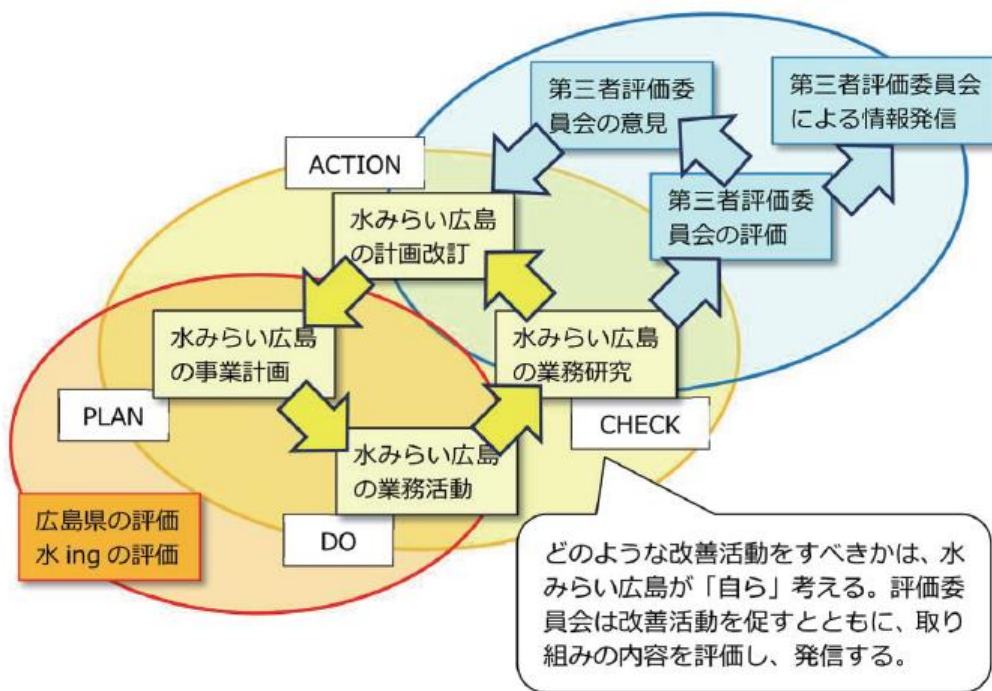 第三者評価委
員会の意見
第三者評価委員会
による情報発信
ACTION
第三者評価委
員会の評価
水みらい広島
の計画改訂
水みらい広島
の事業計画
水みらい広島
の業務研究
PLAN
CHECK
水みらい広島
の業務活動
広島県の評価
水 ing の評価
DO
どのような改善活動をすべきかは、水
みらい広島が「自ら」考える。評価委
員会は改善活動を促すとともに、取り
組みの内容を評価し、発信する。